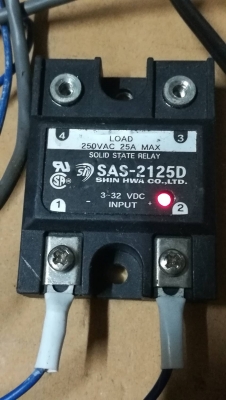 4 3
LOAD
250VAC 25A MAX
SOLID STATE RELAY
SAS-2125D
SHIN HWA CO.,LTD.
3-32 VDC
- INPUT +
1 2